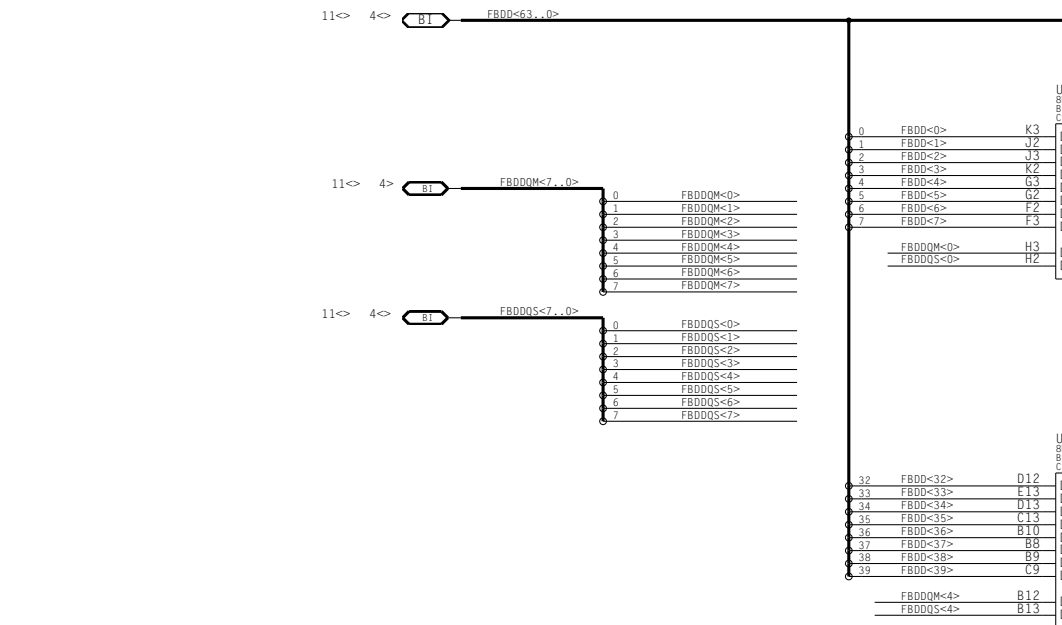 11<> 4<> BI FBDD<63..0>
U
8
B
C
0 FBDD<0> K3
1 FBDD<1> J2
2 FBDD<2> J3
3 FBDD<3> K2
4 FBDD<4> G3
5 FBDD<5> G2
6 FBDD<6> F2
7 FBDD<7> F3
FBDDQM<0> H3
FBDDQS<0> H2
11<> 4> BI FBDDQM<7..0>
0 FBDDQM<0>
1 FBDDQM<1>
2 FBDDQM<2>
3 FBDDQM<3>
4 FBDDQM<4>
5 FBDDQM<5>
6 FBDDQM<6>
7 FBDDQM<7>
11<> 4<> BI FBDDQS<7..0>
0 FBDDQS<0>
1 FBDDQS<1>
2 FBDDQS<2>
3 FBDDQS<3>
4 FBDDQS<4>
5 FBDDQS<5>
6 FBDDQS<6>
7 FBDDQS<7>
U
8
B
C
32 FBDD<32> D12
33 FBDD<33> E13
34 FBDD<34> D13
35 FBDD<35> C13
36 FBDD<36> B10
37 FBDD<37> B8
38 FBDD<38> B9
39 FBDD<39> C9
FBDDQM<4> B12
FBDDQS<4> B13